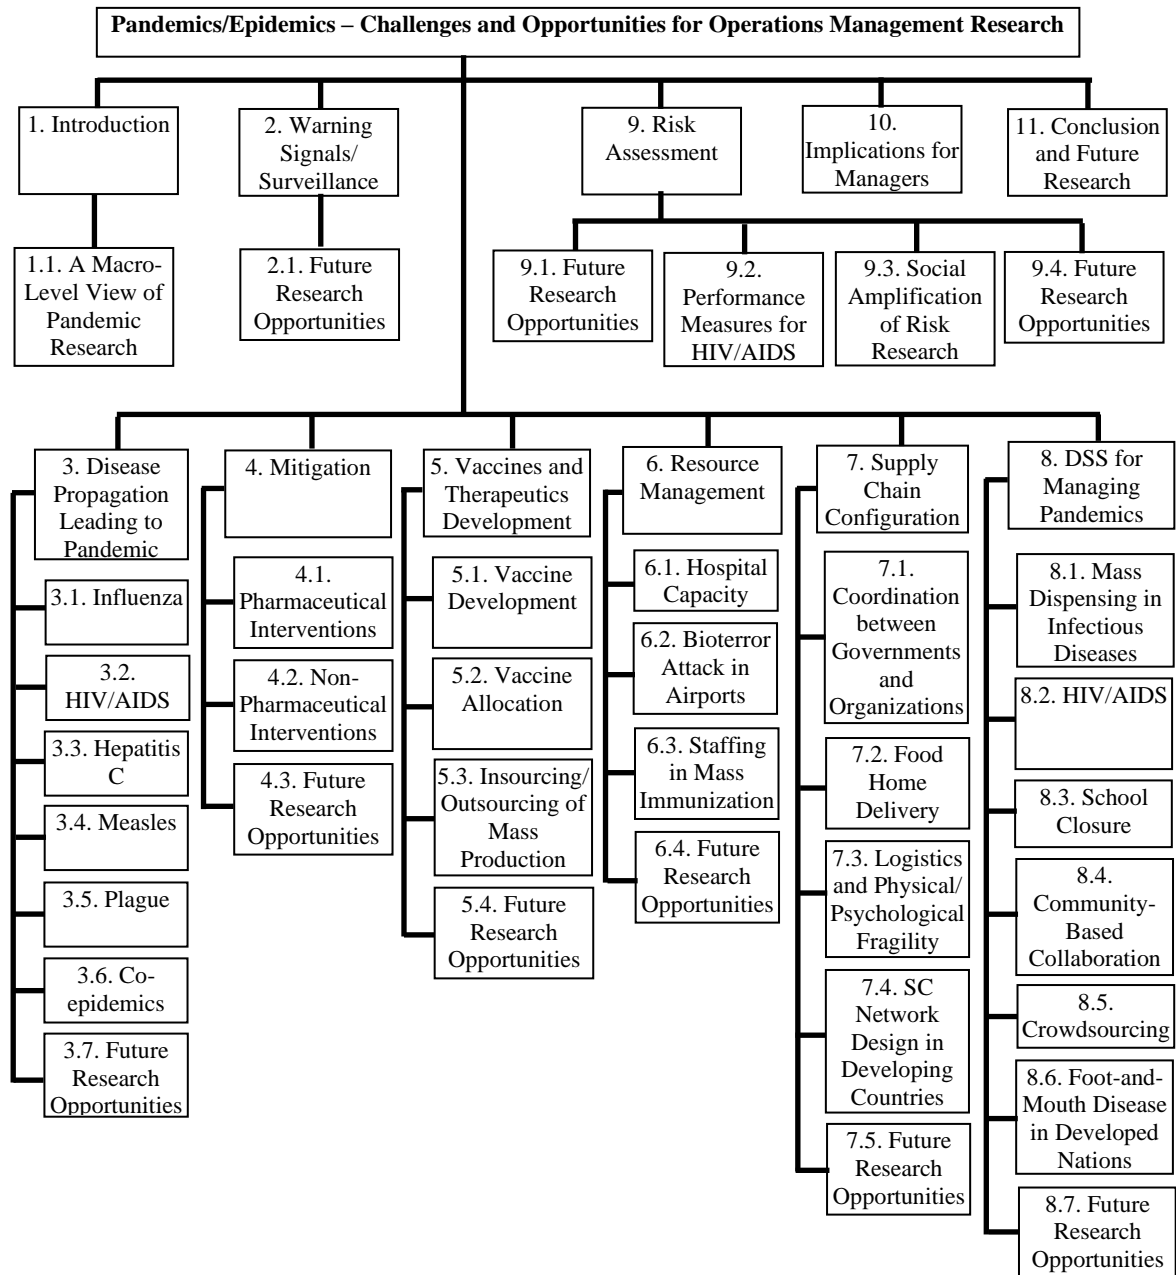 Pandemics/Epidemics – Challenges and Opportunities for Operations Management Research
1. Introduction
2. Warning
Signals/
Surveillance
9. Risk
Assessment
10.
Implications for
Managers
11. Conclusion
and Future
Research
1.1. A Macro-
Level View of
Pandemic
Research
2.1. Future
Research
Opportunities
9.1. Future
Research
Opportunities
9.2.
Performance
Measures for
HIV/AIDS
9.3. Social
Amplification
of Risk
Research
9.4. Future
Research
Opportunities
3. Disease
Propagation
Leading to
Pandemic
3.1. Influenza
3.2.
HIV/AIDS
3.3. Hepatitis
C
3.4. Measles
3.5. Plague
3.6. Co-
epidemics
3.7. Future
Research
Opportunities
4. Mitigation
4.1.
Pharmaceutical
Interventions
4.2. Non-
Pharmaceutical
Interventions
4.3. Future
Research
Opportunities
5. Vaccines and
Therapeutics
Development
5.1. Vaccine
Development
5.2. Vaccine
Allocation
5.3. Insourcing/
Outsourcing of
Mass
Production
5.4. Future
Research
Opportunities
6. Resource
Management
6.1. Hospital
Capacity
6.2. Bioterror
Attack in
Airports
6.3. Staffing
in Mass
Immunization
6.4. Future
Research
Opportunities
7. Supply
Chain
Configuration
7.1.
Coordination
between
Governments
and
Organizations
7.2. Food
Home
Delivery
7.3. Logistics
and Physical/
Psychological
Fragility
7.4. SC
Network
Design in
Developing
Countries
7.5. Future
Research
Opportunities
8. DSS for
Managing
Pandemics
8.1. Mass
Dispensing in
Infectious
Diseases
8.2. HIV/AIDS
8.3. School
Closure
8.4.
Community-
Based
Collaboration
8.5.
Crowdsourcing
8.6. Foot-and-
Mouth Disease
in Developed
Nations
8.7. Future
Research
Opportunities